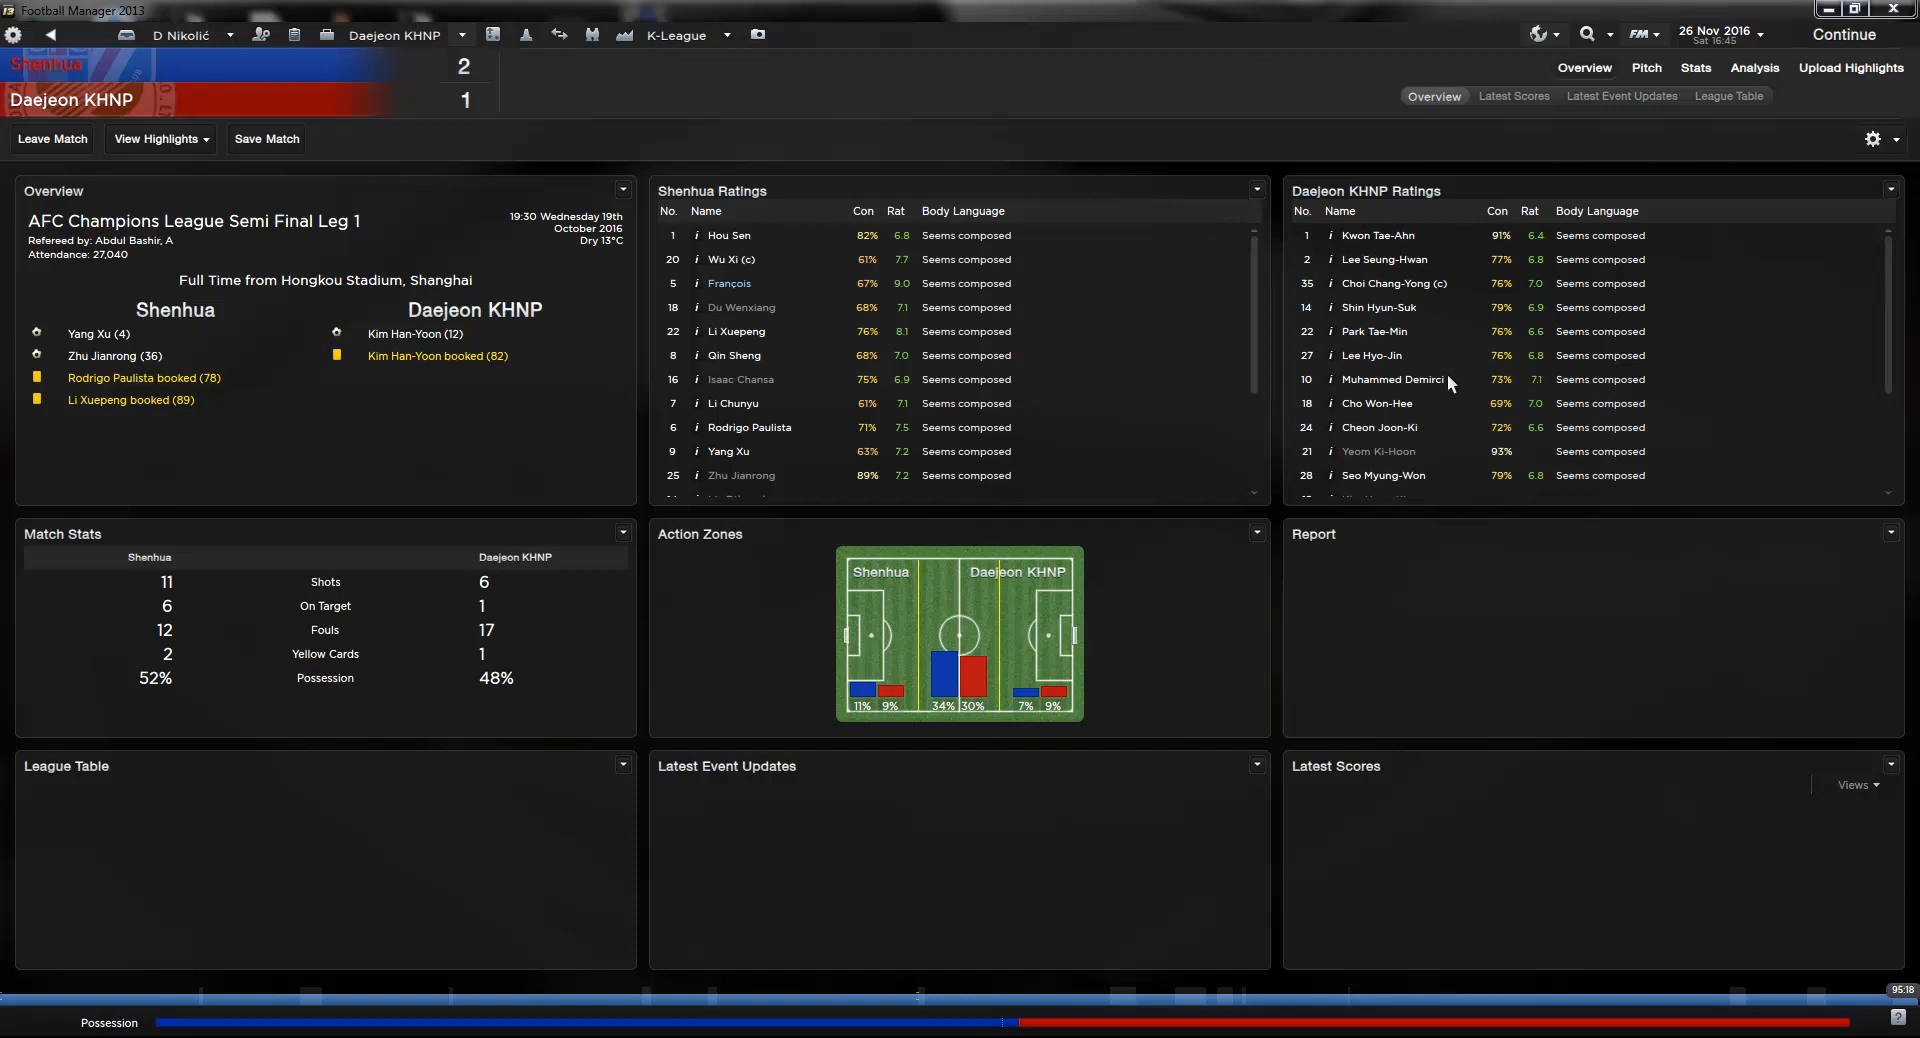 Football Manager 2013
D Nikolić
Daejeon KHNP
K-League
FM
26 Nov 2016
Sat 16:45
Continue
Shenhua
2
Daejeon KHNP
1
Overview Pitch Stats Analysis Upload Highlights
Overview Latest Scores Latest Event Updates League Table
Leave Match View Highlights Save Match
Overview
AFC Champions League Semi Final Leg 1
Refereed by: Abdul Bashir, A
Attendance: 27,040
19:30 Wednesday 19th
October 2016
Dry 13°C
Full Time from Hongkou Stadium, Shanghai
Shenhua Daejeon KHNP
Yang Xu (4) Kim Han-Yoon (12)
Zhu Jianrong (36) Kim Han-Yoon booked (82)
Rodrigo Paulista booked (78)
Li Xuepeng booked (89)
Shenhua Ratings
No. Name Con Rat Body Language
1 i Hou Sen 82% 6.8 Seems composed
20 i Wu Xi (c) 61% 7.7 Seems composed
5 i François 67% 9.0 Seems composed
18 i Du Wenxiang 68% 7.1 Seems composed
22 i Li Xuepeng 76% 8.1 Seems composed
8 i Qin Sheng 68% 7.0 Seems composed
16 i Isaac Chansa 75% 6.9 Seems composed
7 i Li Chunyu 61% 7.1 Seems composed
6 i Rodrigo Paulista 71% 7.5 Seems composed
9 i Yang Xu 63% 7.2 Seems composed
25 i Zhu Jianrong 89% 7.2 Seems composed
Daejeon KHNP Ratings
No. Name Con Rat Body Language
1 i Kwon Tae-Ahn 91% 6.4 Seems composed
2 i Lee Seung-Hwan 77% 6.8 Seems composed
35 i Choi Chang-Yong (c) 76% 7.0 Seems composed
14 i Shin Hyun-Suk 79% 6.9 Seems composed
22 i Park Tae-Min 76% 6.6 Seems composed
27 i Lee Hyo-Jin 76% 6.8 Seems composed
10 i Muhammed Demirci 73% 7.1 Seems composed
18 i Cho Won-Hee 69% 7.0 Seems composed
24 i Cheon Joon-Ki 72% 6.6 Seems composed
21 i Yeom Ki-Hoon 93% Seems composed
28 i Seo Myung-Won 79% 6.8 Seems composed
Match Stats
Shenhua Daejeon KHNP
11 Shots 6
6 On Target 1
12 Fouls 17
2 Yellow Cards 1
52% Possession 48%
Action Zones
Shenhua Daejeon KHNP
11% 9% 34% 30% 7% 9%
Report
League Table
Latest Event Updates
Latest Scores
Views
95:18
Possession
?